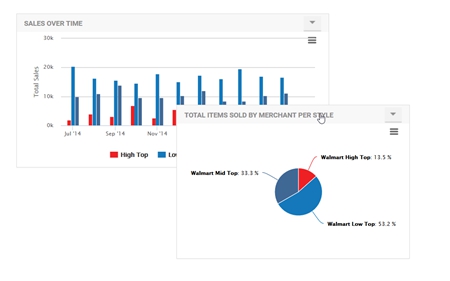 SALES OVER TIME
30k
20k
10k
0k
Total Sales
Jul '14
Sep '14
Nov '14
High Top
Lo
TOTAL ITEMS SOLD BY MERCHANT PER STYLE
Walmart High Top: 13.5 %
Walmart Mid Top: 33.3 %
Walmart Low Top: 53.2 %